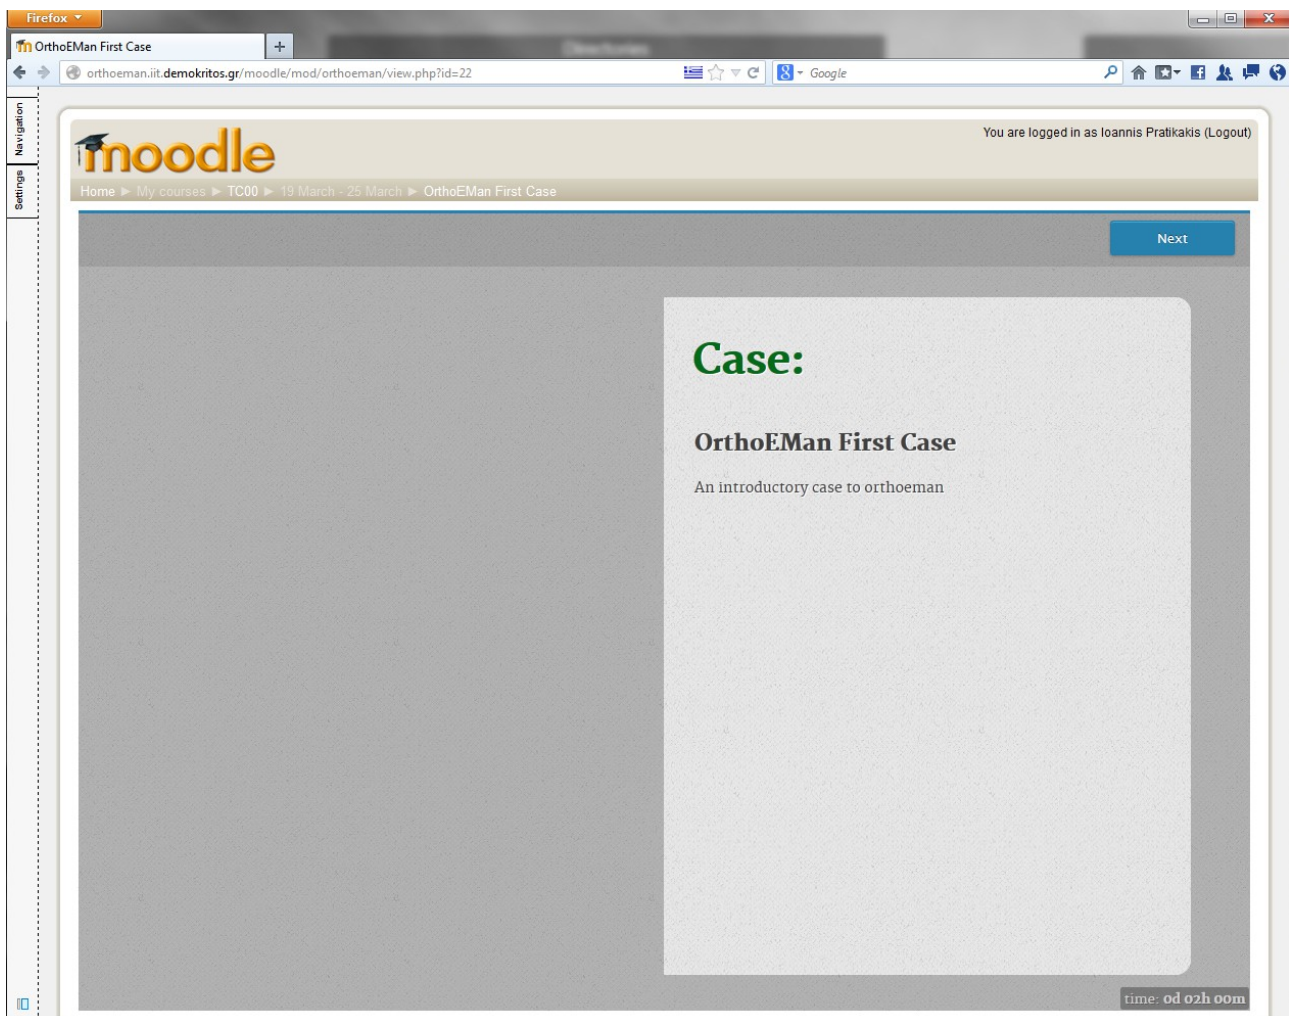 Firefox
OrthoEMan First Case
Directories
orthoeman.iit.demokritos.gr/moodle/mod/orthoeman/view.php?id=22
Google
Navigation
Settings
moodle
You are logged in as Ioannis Pratikakis (Logout)
Home ► My courses ► TC00 ► 19 March - 25 March ► OrthoEMan First Case
Next
Case:
OrthoEMan First Case
An introductory case to orthoeman
time: 0d 02h 00m